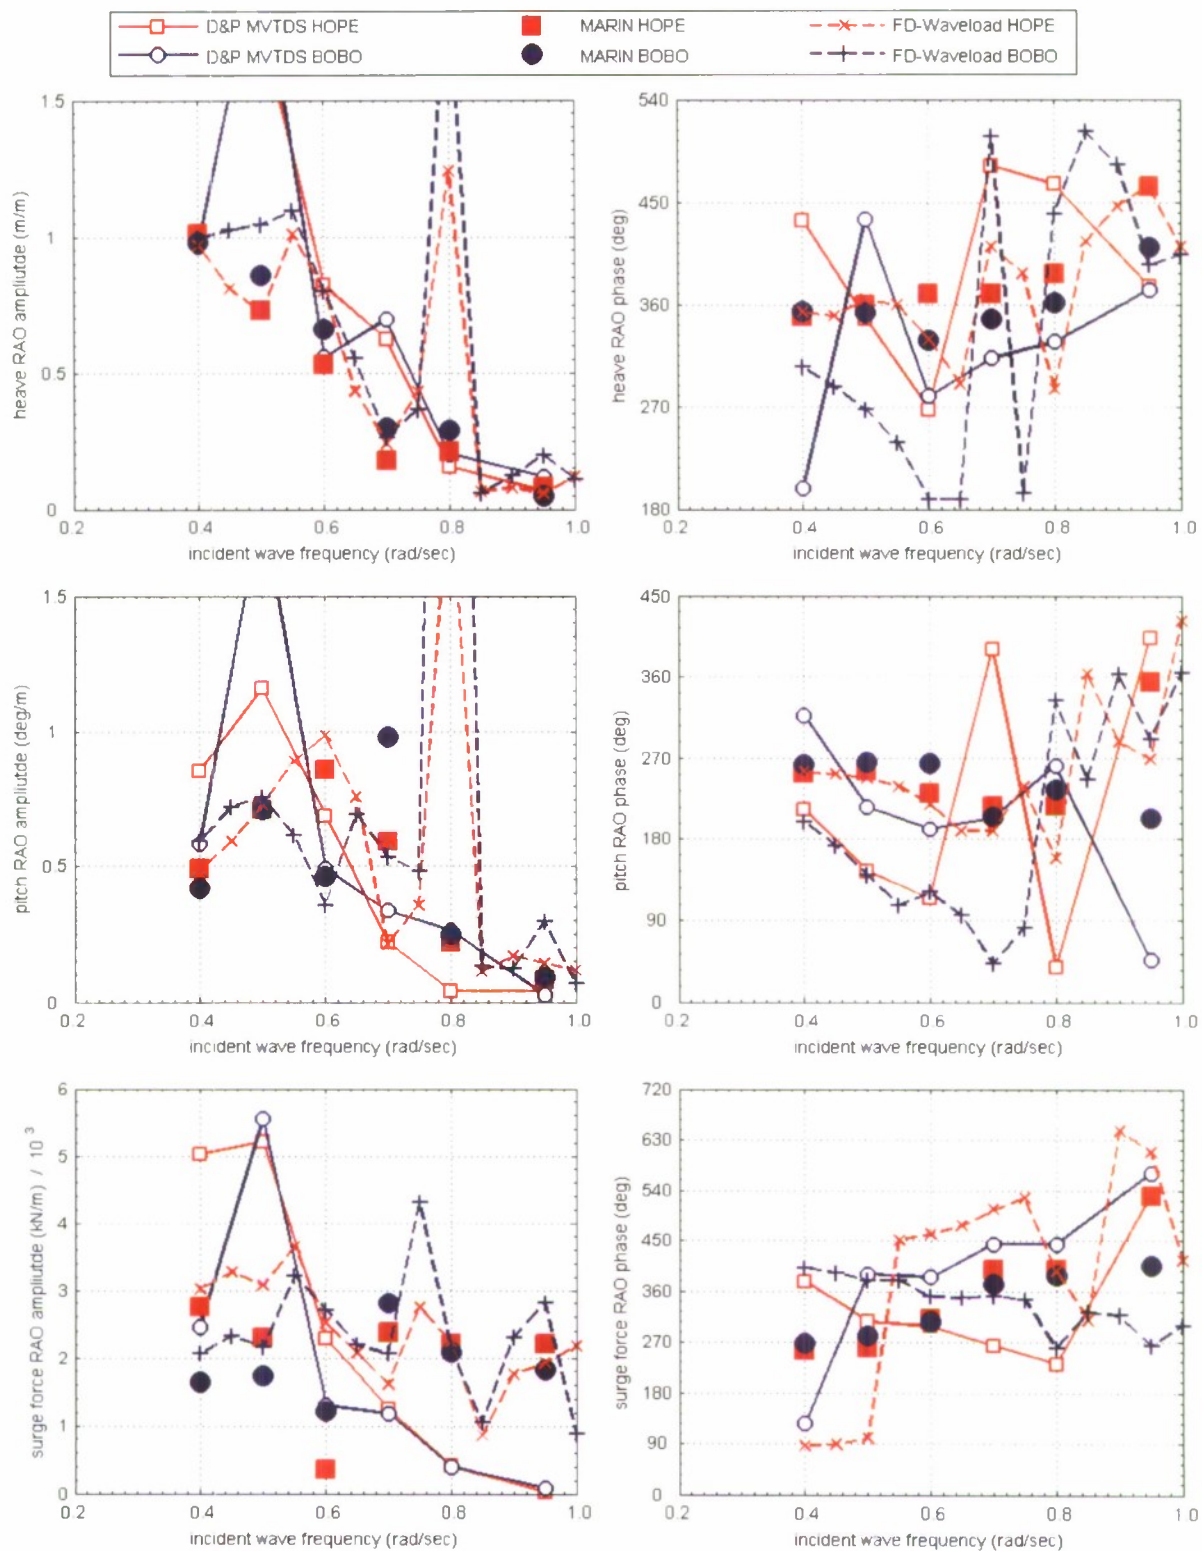 D&P MVTDS HOPE MARIN HOPE FD-Waveload HOPE
D&P MVTDS BOBO MARIN BOBO FD-Waveload BOBO
heave RAO ampliutde (m/m)
1.5
1
0.5
0
0.2 0.4 0.6 0.8 1.0
incident wave frequency (rad/sec)
heave RAO phase (deg)
540
450
360
270
180
0.2 0.4 0.6 0.8 1.0
incident wave frequency (rad/sec)
pitch RAO ampliutde (deg/m)
1.5
1
0.5
0
0.2 0.4 0.6 0.8 1.0
incident wave frequency (rad/sec)
pitch RAO phase (deg)
450
360
270
180
90
0
0.2 0.4 0.6 0.8 1.0
incident wave frequency (rad/sec)
surge force RAO ampliutde (kN/m) / 10 3
6
5
4
3
2
1
0
0.2 0.4 0.6 0.8 1.0
incident wave frequency (rad/sec)
surge force RAO phase (deg)
720
630
540
450
360
270
180
90
0
0.2 0.4 0.6 0.8 1.0
incident wave frequency (rad/sec)